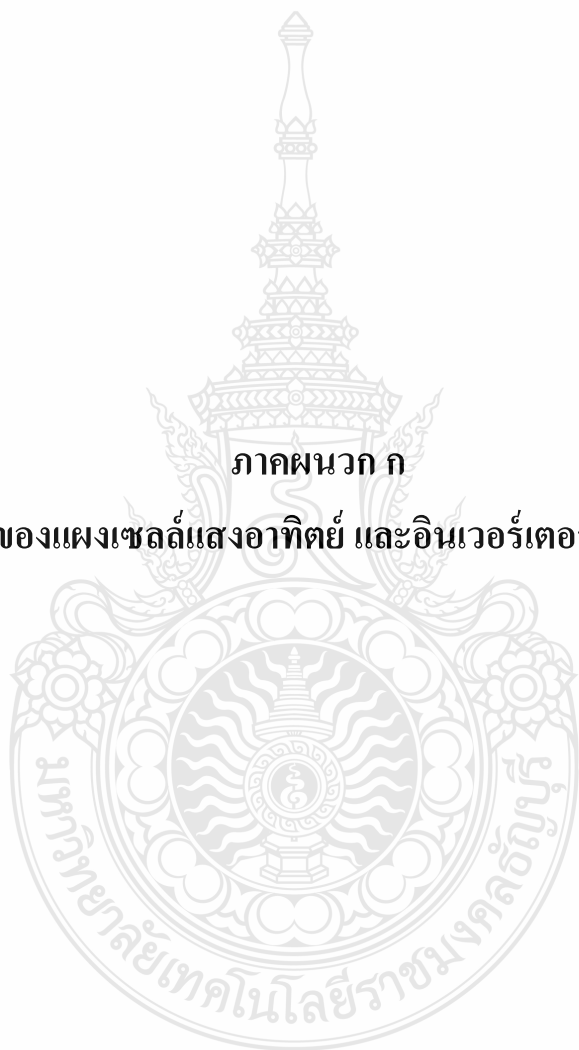 ภาคผนวก ก
ของแผงเซลล์แสงอาทิตย์ และอินเวอร์เตอร์
มหาวิทยาลัยเทคโนโลยีราชมงคลธัญบุรี